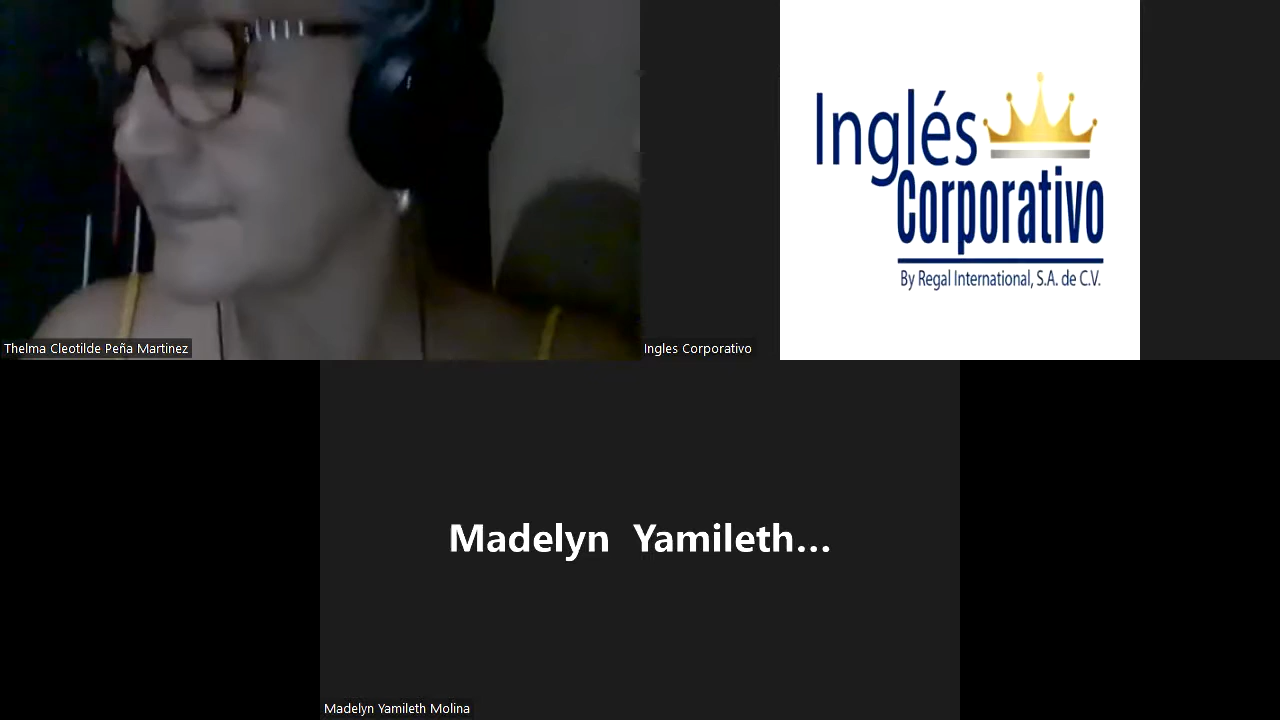 Inglés
Corporativo
By Regal International, S.A. de C.V.
Thelma Cleotilde Peña Martinez
Ingles Corporativo
Madelyn Yamileth...
Madelyn Yamileth Molina